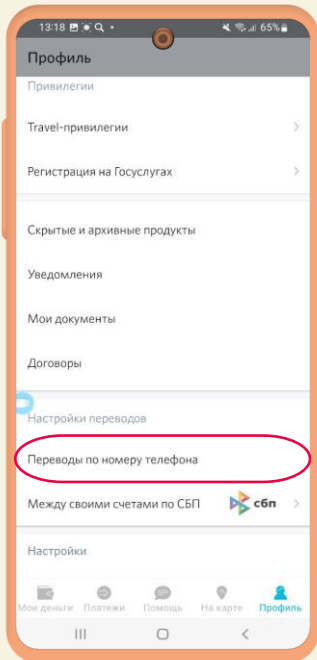 13:18 65%
Профиль
Привилегии
Travel-привилегии
Регистрация на Госуслугах
Скрытые и архивные продукты
Уведомления
Мои документы
Договоры
Настройки переводов
Переводы по номеру телефона
Между своими счетами по СБП сбп
Настройки
Мои деньги Платежи Помощь На карте Профиль